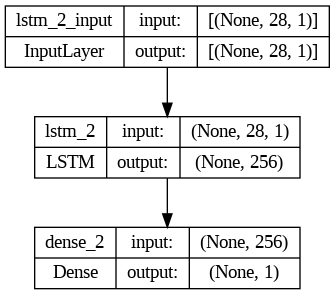 lstm_2_input input: [(None, 28, 1)]
InputLayer output: [(None, 28, 1)]
lstm_2 input: (None, 28, 1)
LSTM output: (None, 256)
dense_2 input: (None, 256)
Dense output: (None, 1)